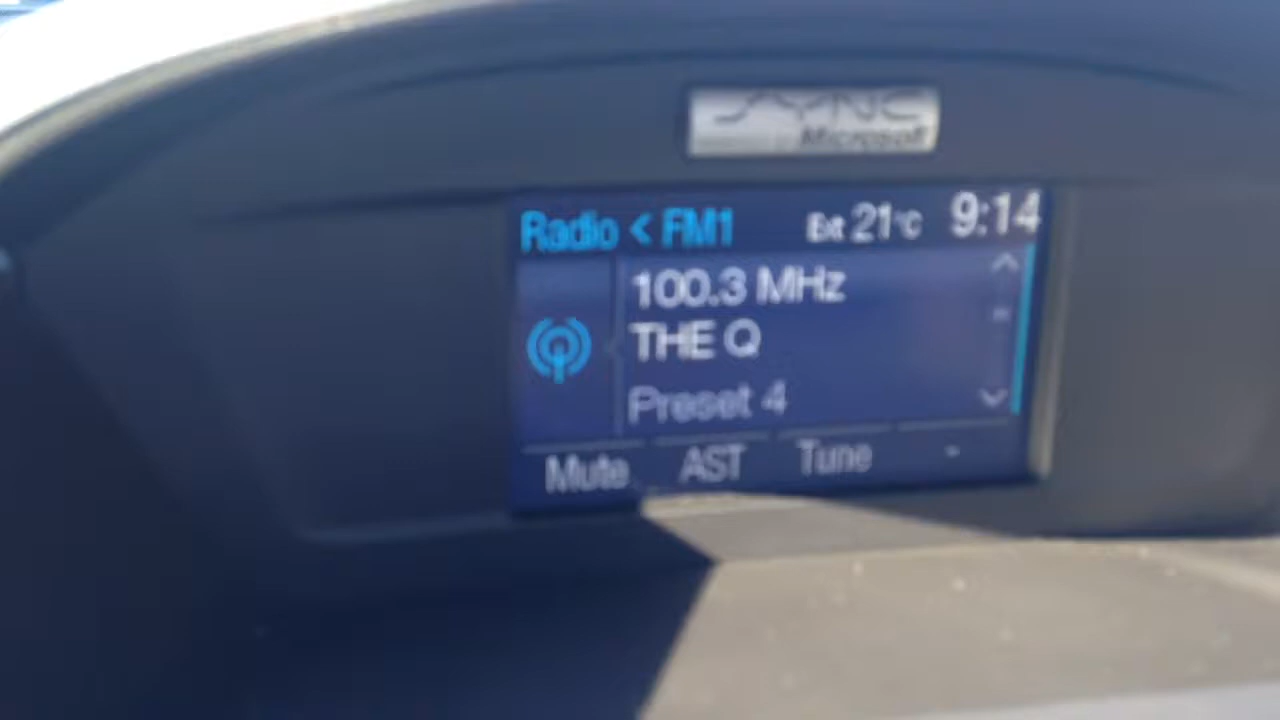 SYNC
Microsoft
Radio < FM1 Ext 21°C 9:14
100.3 MHz
THE Q
Preset 4
Mute AST Tune -